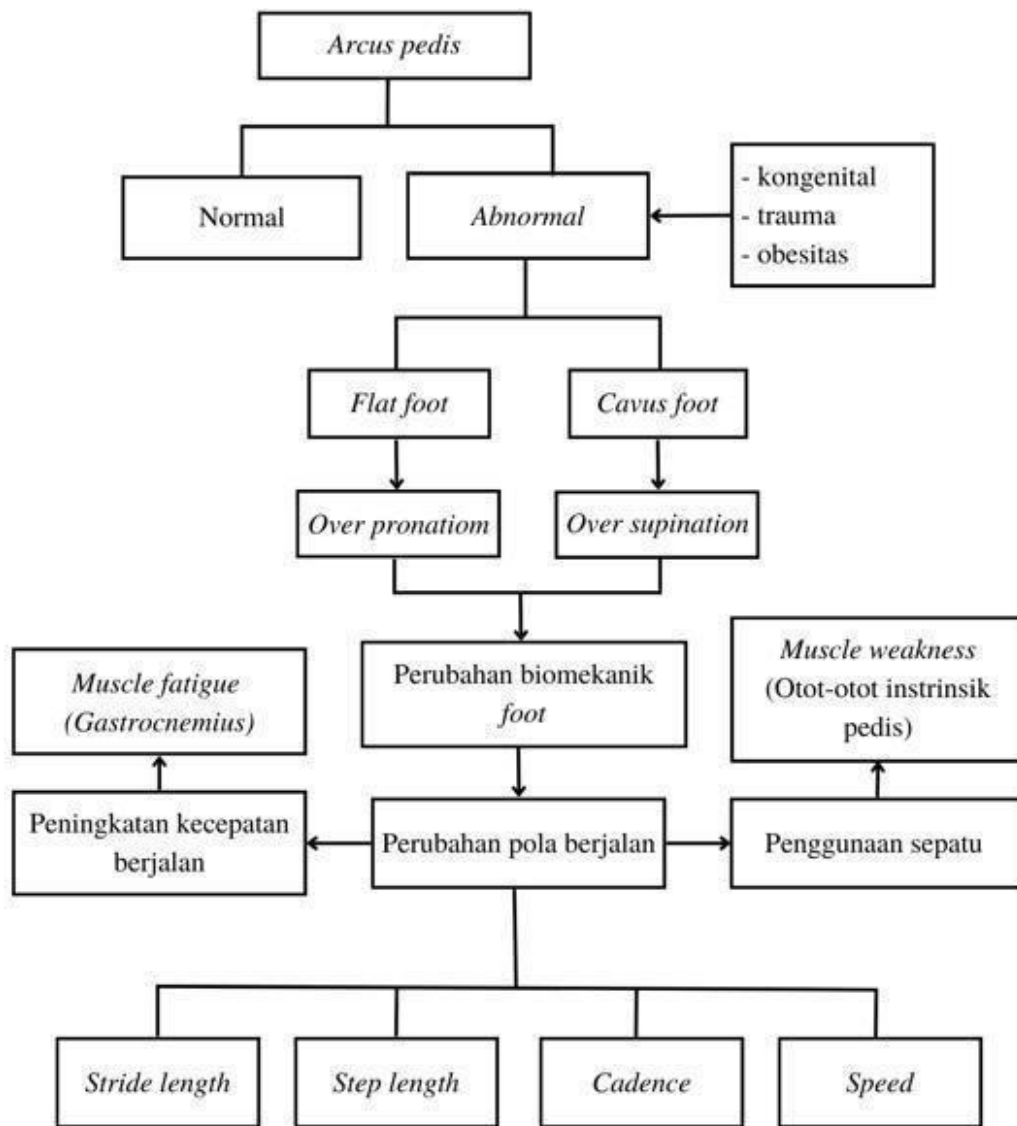 Arcus pedis
Normal
Abnormal
- kongenital
- trauma
- obesitas
Flat foot
Cavus foot
Over pronatiom
Over supination
Perubahan biomekanik
foot
Muscle weakness
(Otot-otot instrinsik
pedis)
Muscle fatigue
(Gastrocnemius)
Peningkatan kecepatan
berjalan
Perubahan pola berjalan
Penggunaan sepatu
Stride length
Step length
Cadence
Speed